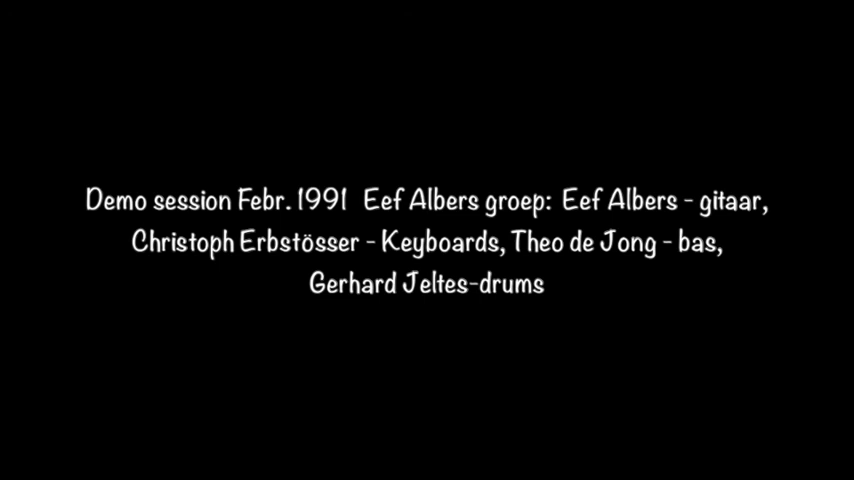 Demo session Febr. 1991  Eef Albers groep:  Eef Albers - gitaar,
Christoph Erbstösser - Keyboards, Theo de Jong - bas,
Gerhard Jeltes-drums